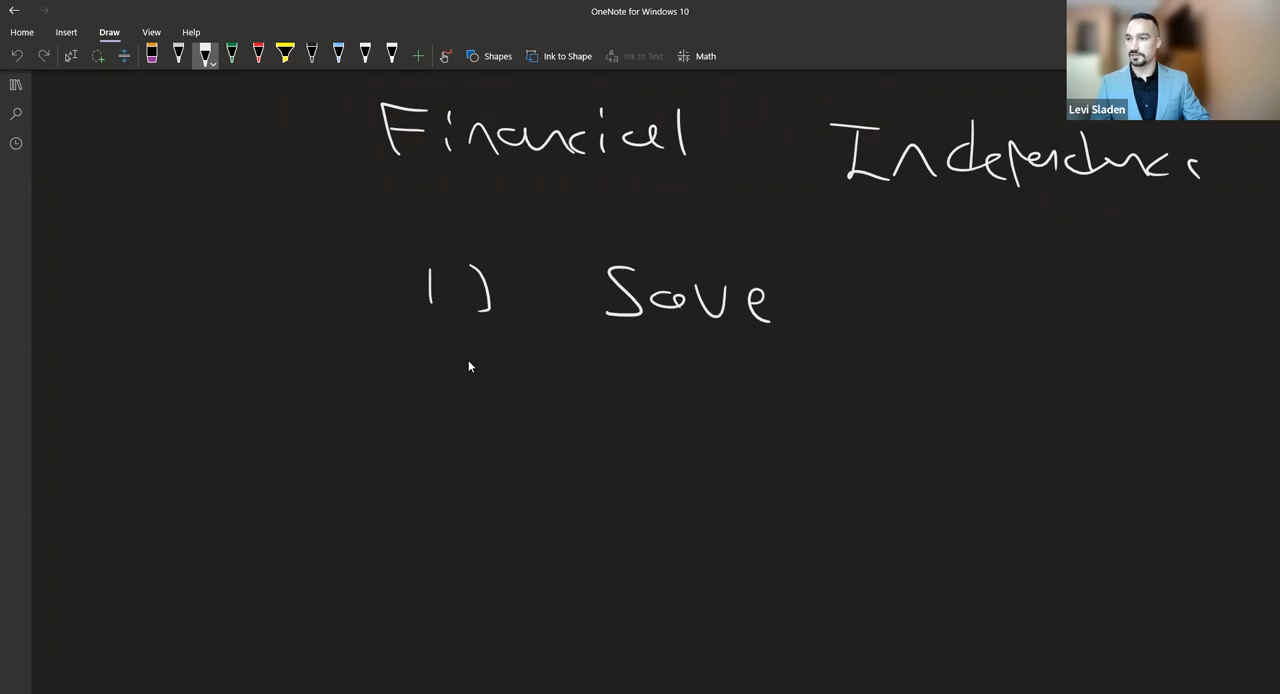 OneNote for Windows 10
Home Insert Draw View Help
Shapes Ink to Shape Ink to Text Math
Levi Sladen
Financial Independence
1) Save